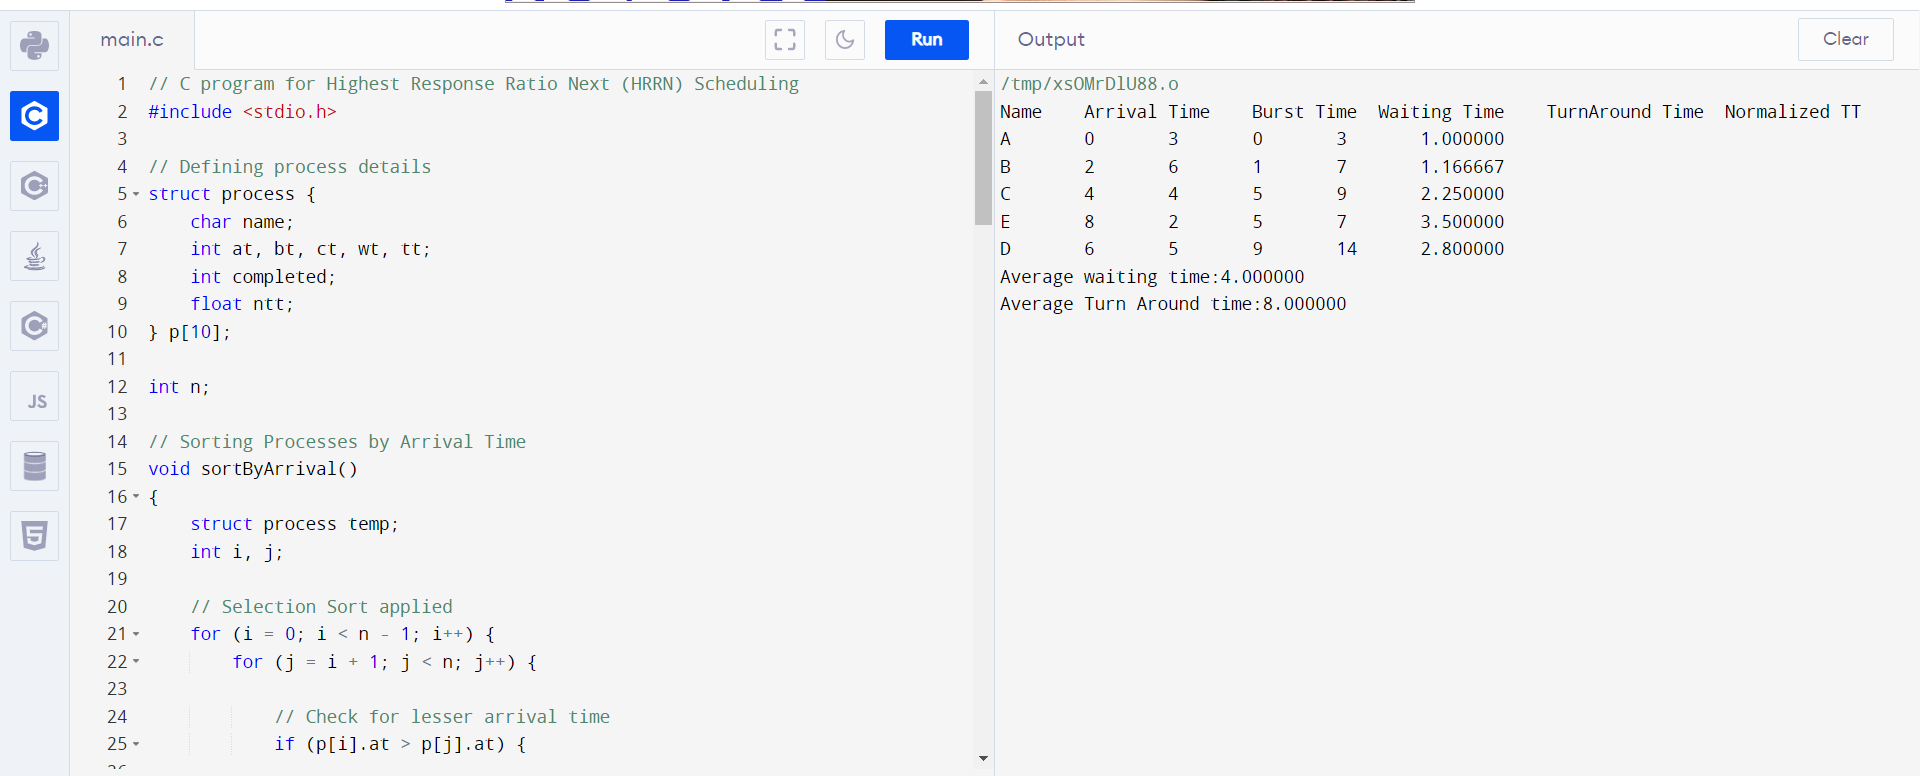 main.c
Run
Output
Clear
JS
1 // C program for Highest Response Ratio Next (HRRN) Scheduling
2 #include <stdio.h>
3
4 // Defining process details
5 struct process {
6     char name;
7     int at, bt, ct, wt, tt;
8     int completed;
9     float ntt;
10 } p[10];
11
12 int n;
13
14 // Sorting Processes by Arrival Time
15 void sortByArrival()
16 {
17     struct process temp;
18     int i, j;
19
20     // Selection Sort applied
21     for (i = 0; i < n - 1; i++) {
22         for (j = i + 1; j < n; j++) {
23
24             // Check for lesser arrival time
25             if (p[i].at > p[j].at) {
/tmp/xsOMrDlU88.o
Name    Arrival Time    Burst Time  Waiting Time    TurnAround Time  Normalized TT
A       0       3       0       3       1.000000
B       2       6       1       7       1.166667
C       4       4       5       9       2.250000
E       8       2       5       7       3.500000
D       6       5       9       14      2.800000
Average waiting time:4.000000
Average Turn Around time:8.000000